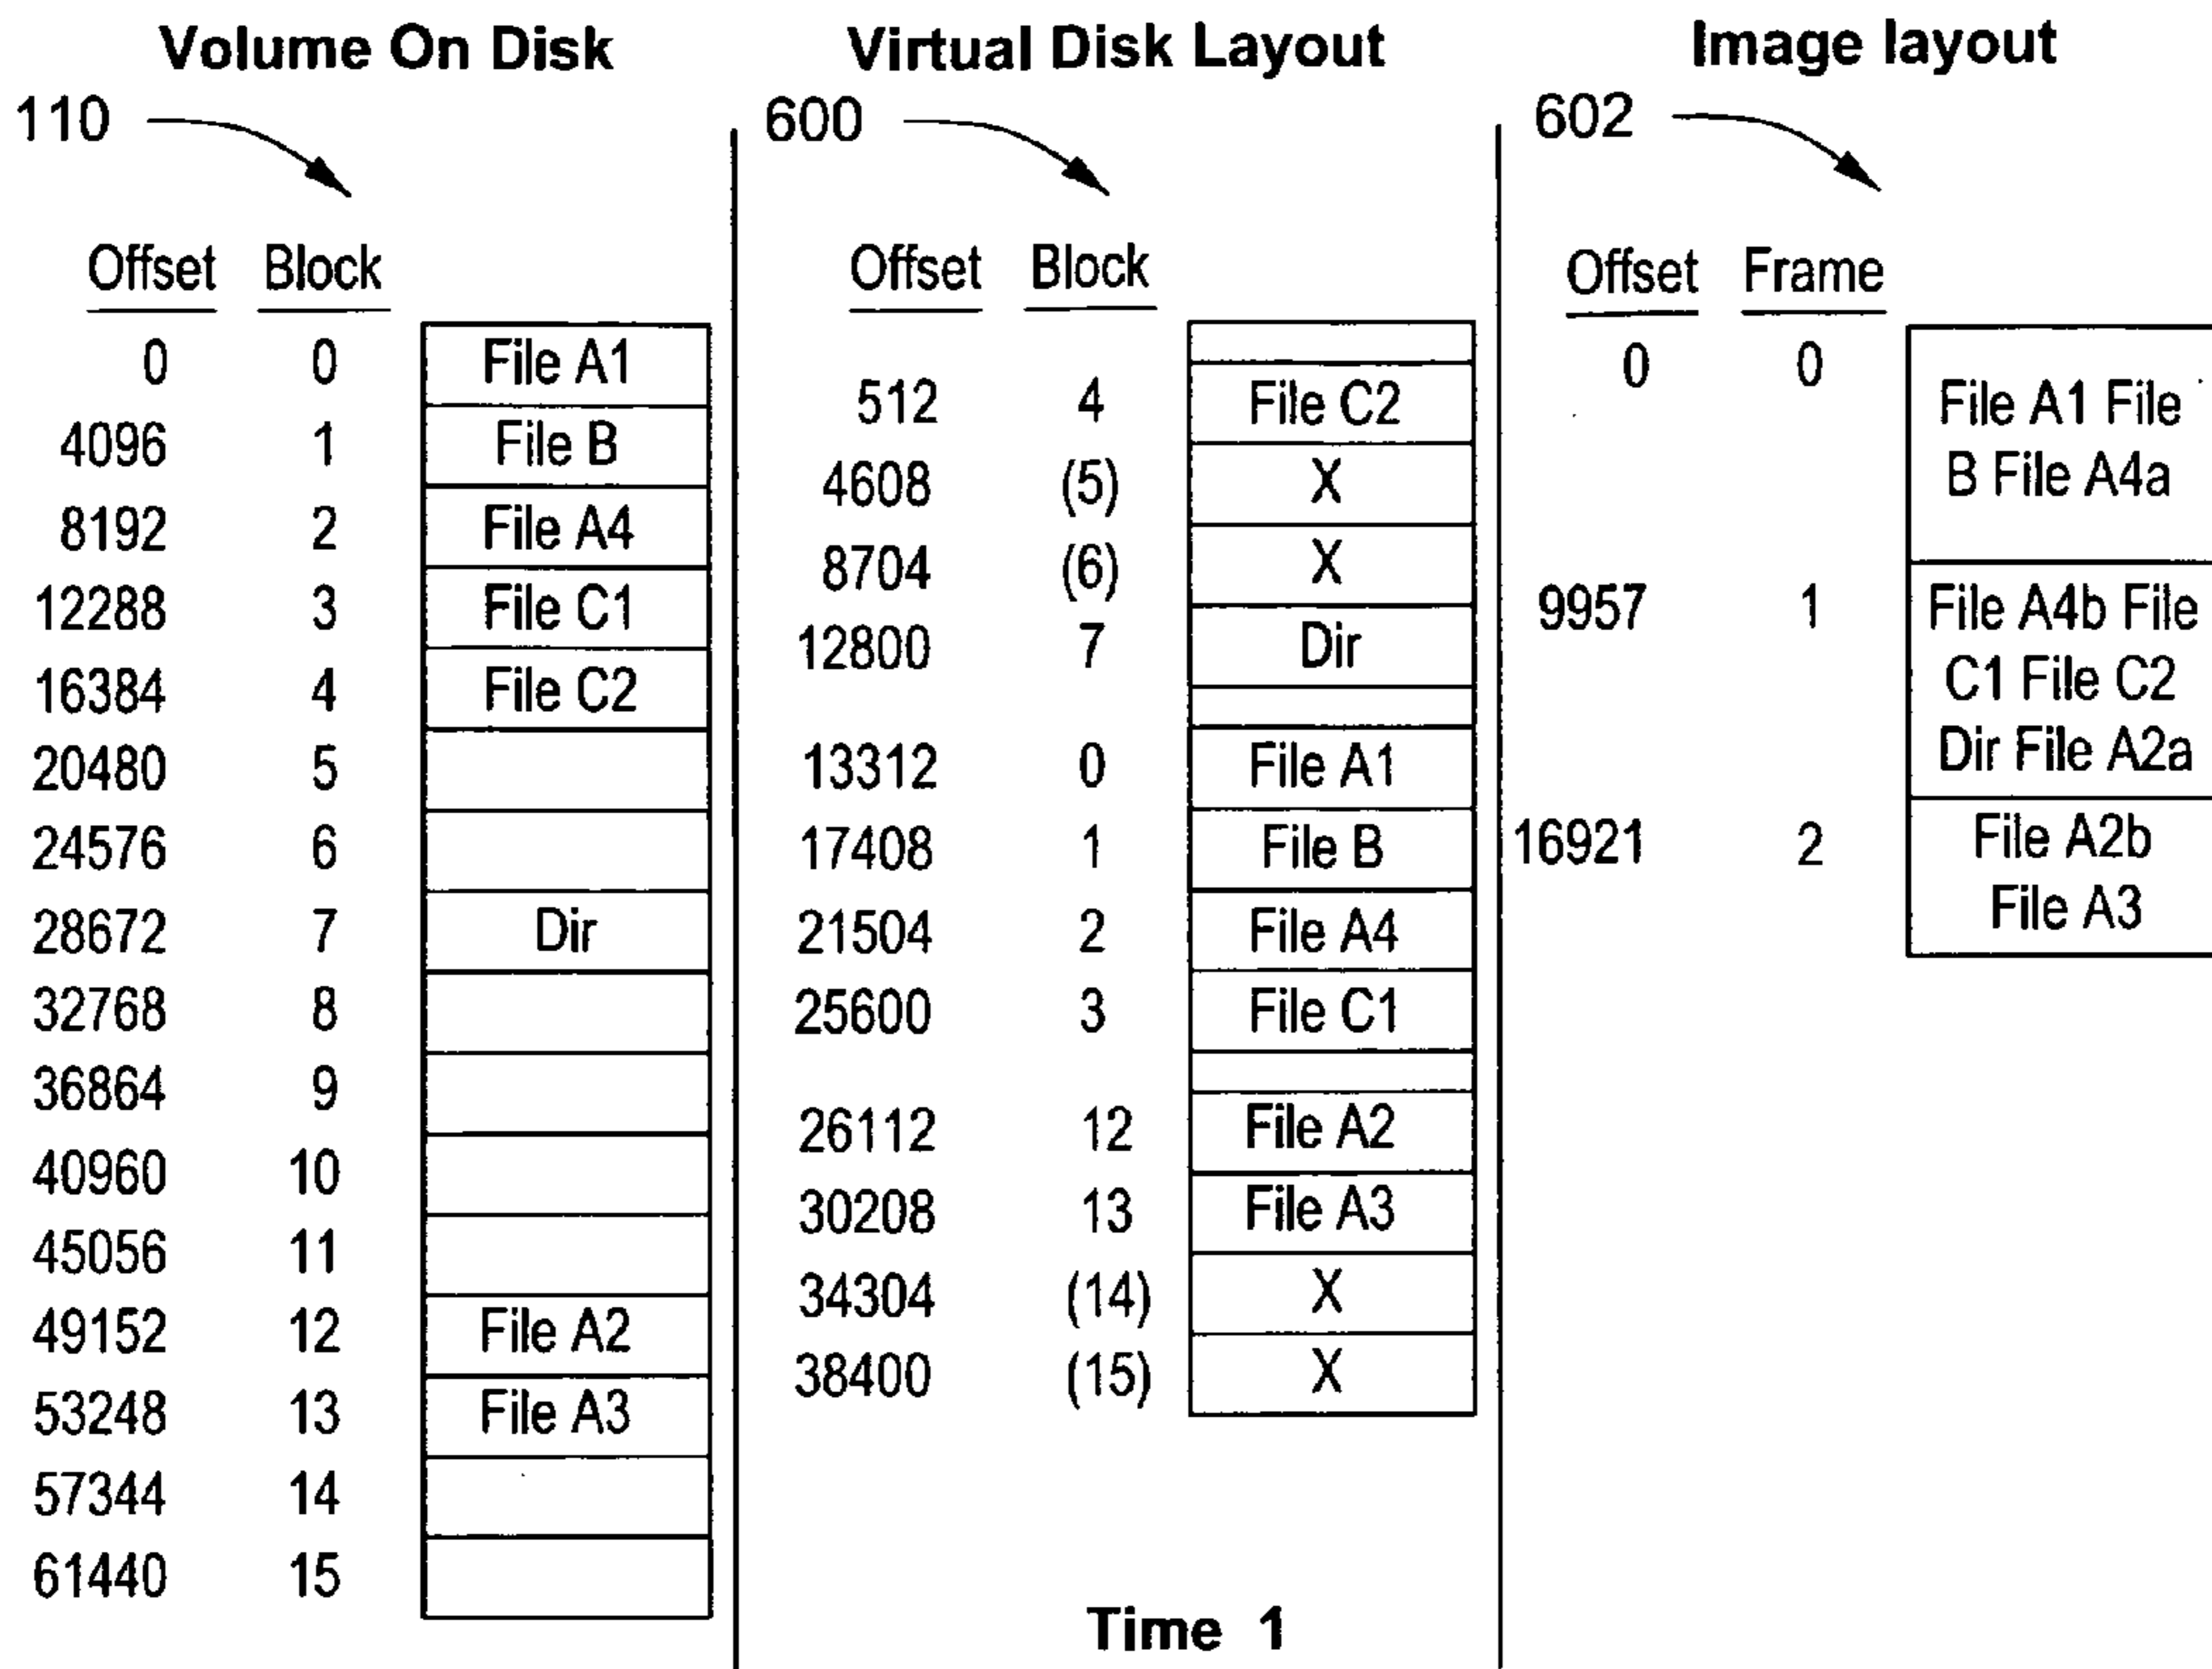 Volume On Disk
110
Offset Block
0 0 File A1
4096 1 File B
8192 2 File A4
12288 3 File C1
16384 4 File C2
20480 5
24576 6
28672 7 Dir
32768 8
36864 9
40960 10
45056 11
49152 12 File A2
53248 13 File A3
57344 14
61440 15
Virtual Disk Layout
600
Offset Block
512 4 File C2
4608 (5) X
8704 (6) X
12800 7 Dir
13312 0 File A1
17408 1 File B
21504 2 File A4
25600 3 File C1
26112 12 File A2
30208 13 File A3
34304 (14) X
38400 (15) X
Time 1
Image layout
602
Offset Frame
0 0
File A1 File
B File A4a
9957 1 File A4b File
C1 File C2
Dir File A2a
16921 2 File A2b
File A3